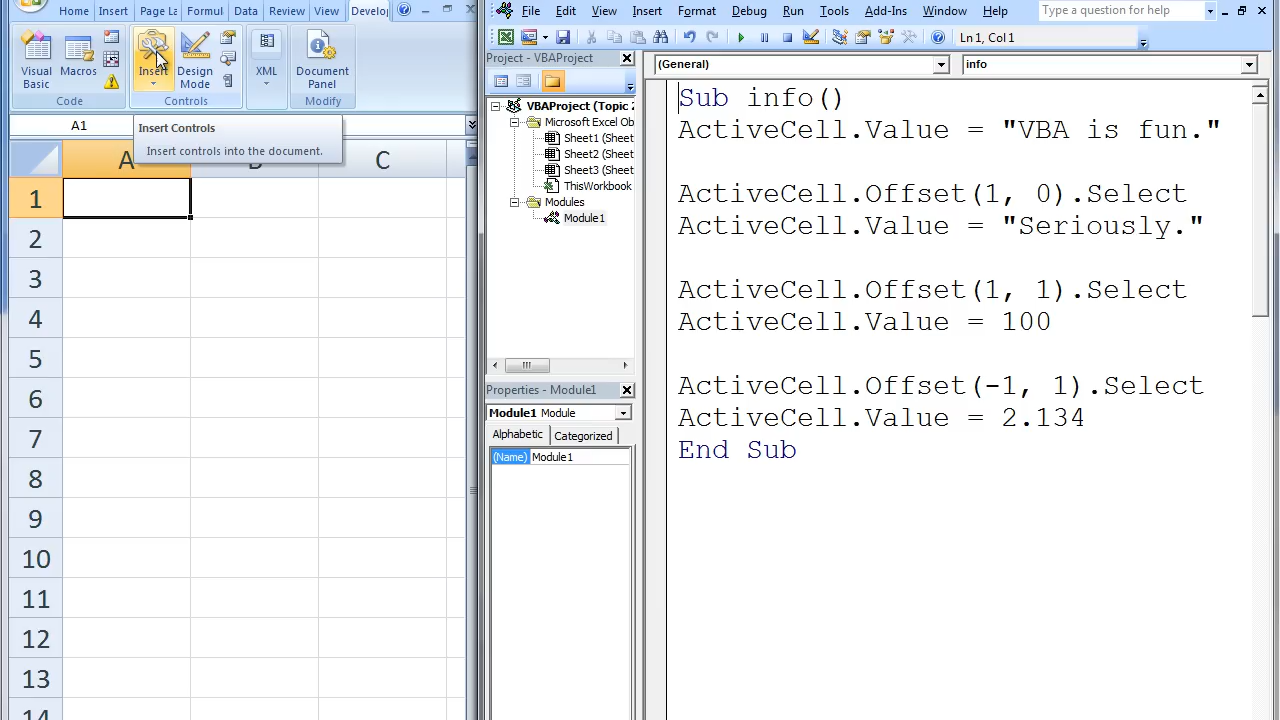 Home Insert Page La Formul Data Review View Develo
Visual Basic
Macros
Insert
Design Mode
XML
Document Panel
Code
Controls
Modify
A1
Insert Controls
Insert controls into the document.
A B C
1
2
3
4
5
6
7
8
9
10
11
12
13
14
File Edit View Insert Format Debug Run Tools Add-Ins Window Help Type a question for help
Ln 1, Col 1
Project - VBAProject
VBAProject (Topic 2
Microsoft Excel Ob
Sheet1 (Sheet
Sheet2 (Sheet
Sheet3 (Sheet
ThisWorkbook
Modules
Module1
Properties - Module1
Module1 Module
Alphabetic Categorized
(Name) Module1
(General) info
Sub info()
ActiveCell.Value = "VBA is fun."
ActiveCell.Offset(1, 0).Select
ActiveCell.Value = "Seriously."
ActiveCell.Offset(1, 1).Select
ActiveCell.Value = 100
ActiveCell.Offset(-1, 1).Select
ActiveCell.Value = 2.134
End Sub